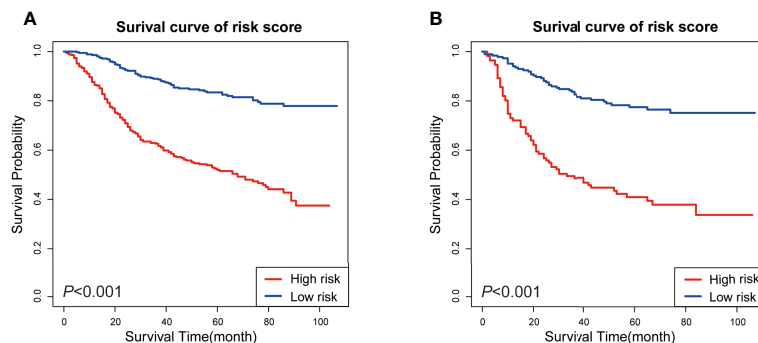 A
Surival curve of risk score
Survival Probability
1.0
0.8
0.6
0.4
0.2
0.0
P<0.001
High risk
Low risk
0 20 40 60 80 100
Survival Time(month)
B
Surival curve of risk score
Survival Probability
1.0
0.8
0.6
0.4
0.2
0.0
P<0.001
High risk
Low risk
0 20 40 60 80 100
Survival Time(month)